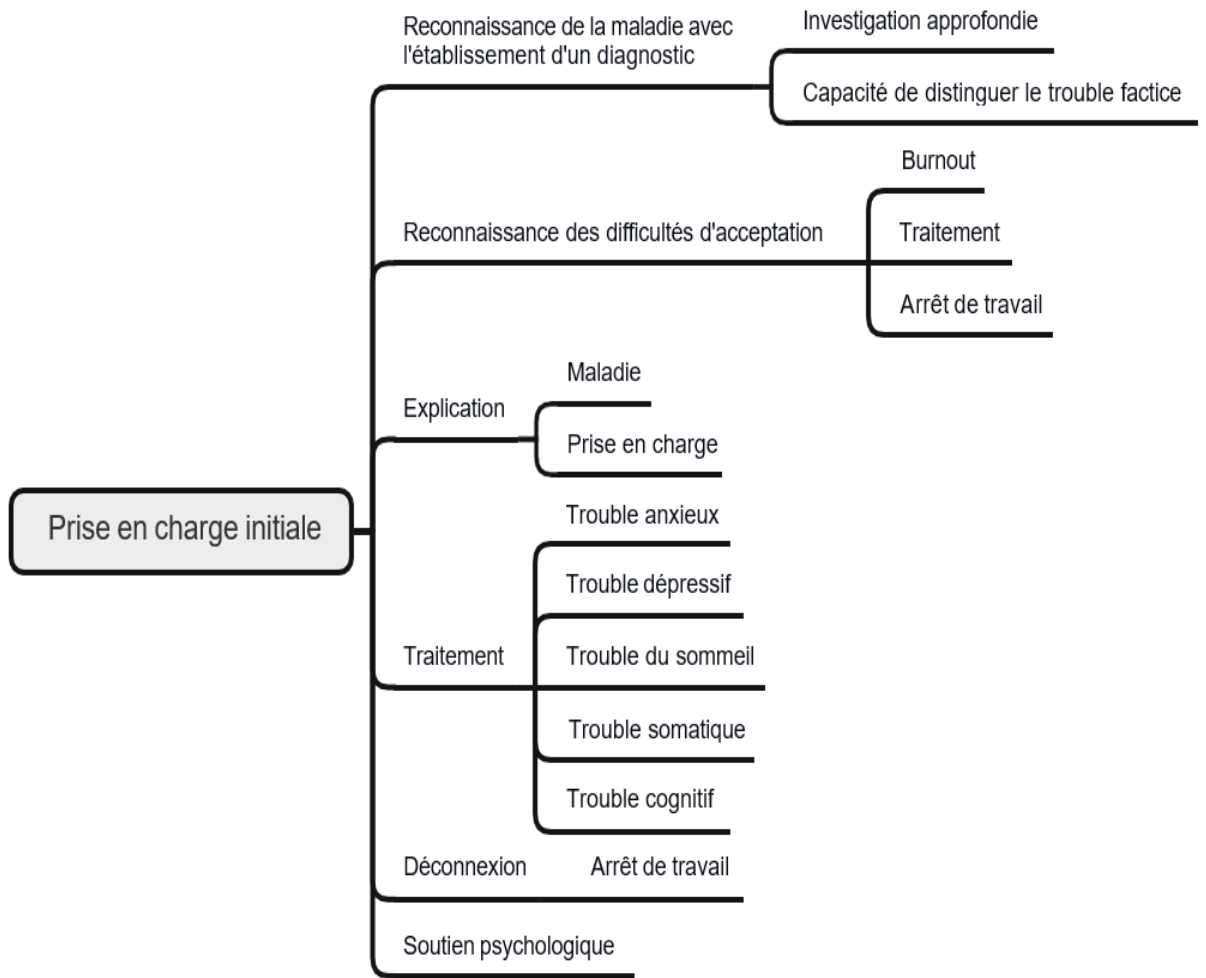 Prise en charge initiale
Reconnaissance de la maladie avec
l'établissement d'un diagnostic
Investigation approfondie
Capacité de distinguer le trouble factice
Reconnaissance des difficultés d'acceptation
Burnout
Traitement
Arrêt de travail
Explication
Maladie
Prise en charge
Traitement
Trouble anxieux
Trouble dépressif
Trouble du sommeil
Trouble somatique
Trouble cognitif
Déconnexion
Arrêt de travail
Soutien psychologique